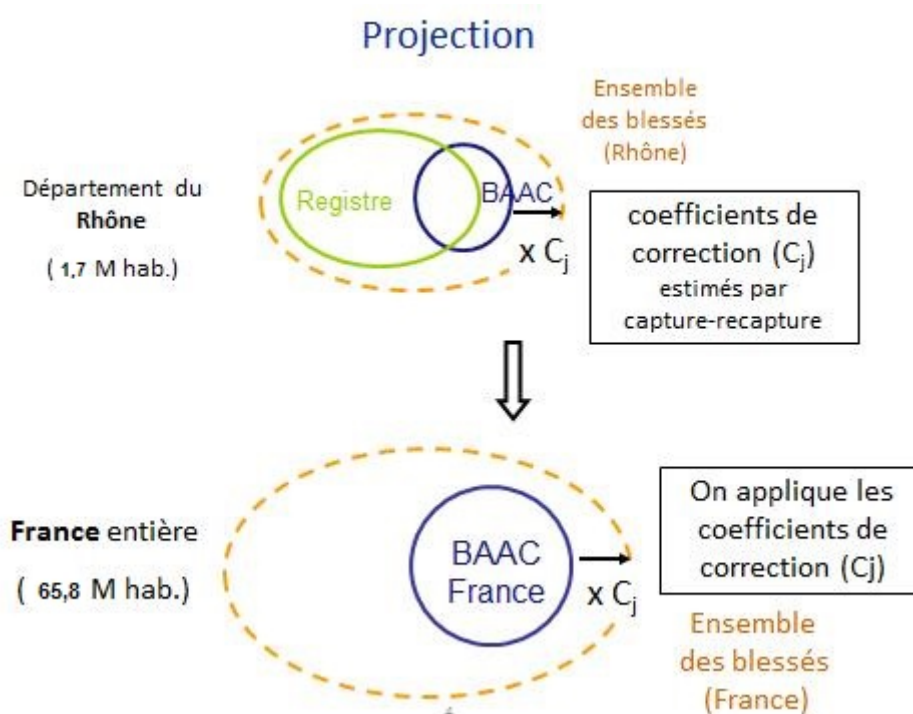 Projection
Ensemble
des blessés
(Rhône)
Département du
Rhône
( 1,7 M hab.)
Registre
BAAC
x Cj
coefficients de
correction (Cj)
estimés par
capture-recapture
France entière
( 65,8 M hab.)
BAAC
France
x Cj
On applique les
coefficients de
correction (Cj)
Ensemble
des blessés
(France)